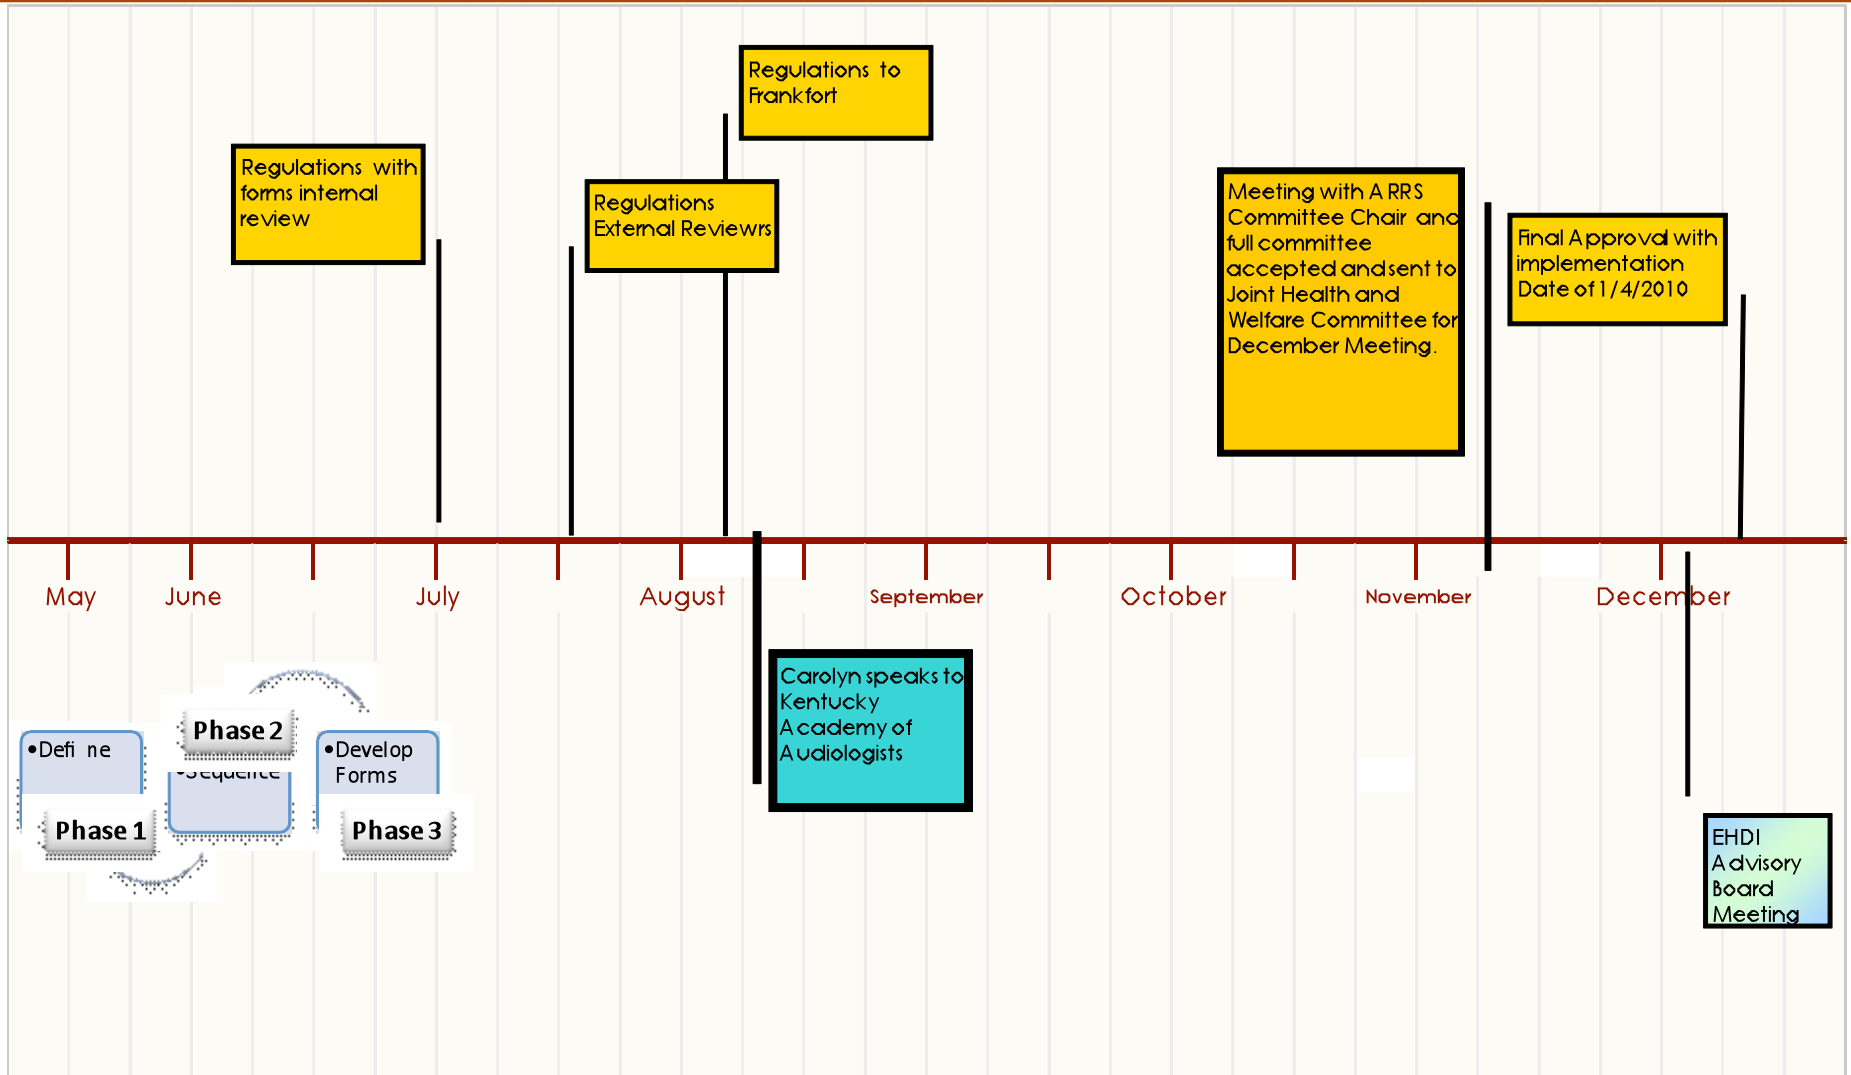 Regulations to
Frankfort
Regulations with
forms internal
review
Regulations
External Reviewrs
Meeting with ARRS
Committee Chair and
full committee
accepted and sent to
Joint Health and
Welfare Committee for
December Meeting.
Final Approval with
implementation
Date of 1/4/2010
May
June
July
August
September
October
November
December
Carolyn speaks to
Kentucky
Academy of
Audiologists
•Define
Phase 1
Phase 2
•Sequence
•Develop
Forms
Phase 3
EHDI
Advisory
Board
Meeting